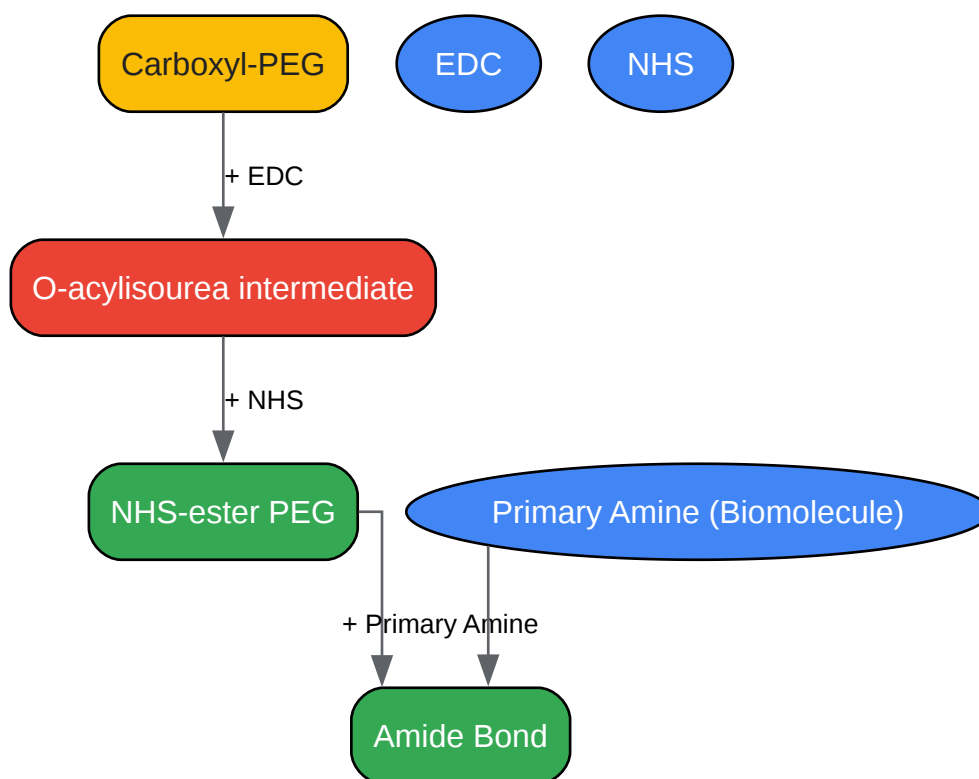 Carboxyl-PEG
EDC
NHS
+ EDC
O-acylisourea intermediate
+ NHS
NHS-ester PEG
Primary Amine (Biomolecule)
+ Primary Amine
Amide Bond